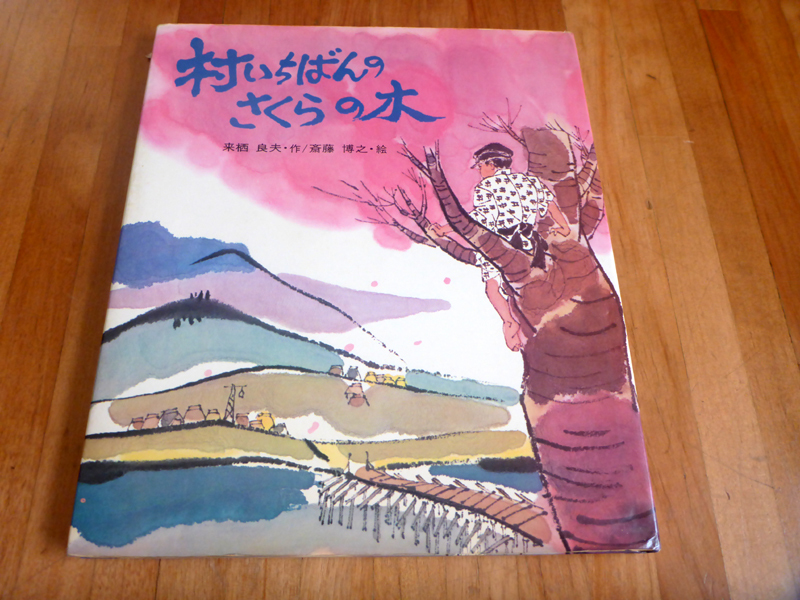 村いちばんの
さくらの木
来栖 良夫・作/斎藤 博之・絵